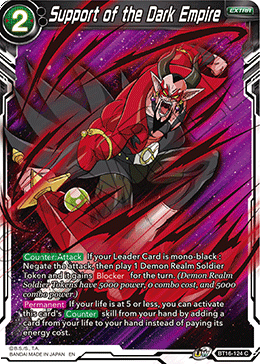 2
Support of the Dark Empire
EXTRA
Counter:Attack If your Leader Card is mono-black :
Negate the attack, then play 1 Demon Realm Soldier
Token and it gains Blocker for the turn. (Demon Realm
Soldier Tokens have 5000 power, 0 combo cost, and 5000
combo power.)
Permanent If your life is at 5 or less, you can activate
this card's Counter skill from your hand by adding a
card from your life to your hand instead of paying its
energy cost.
©B.S./S., T.A.
BANDAI MADE IN JAPAN EN
BT16-124 C